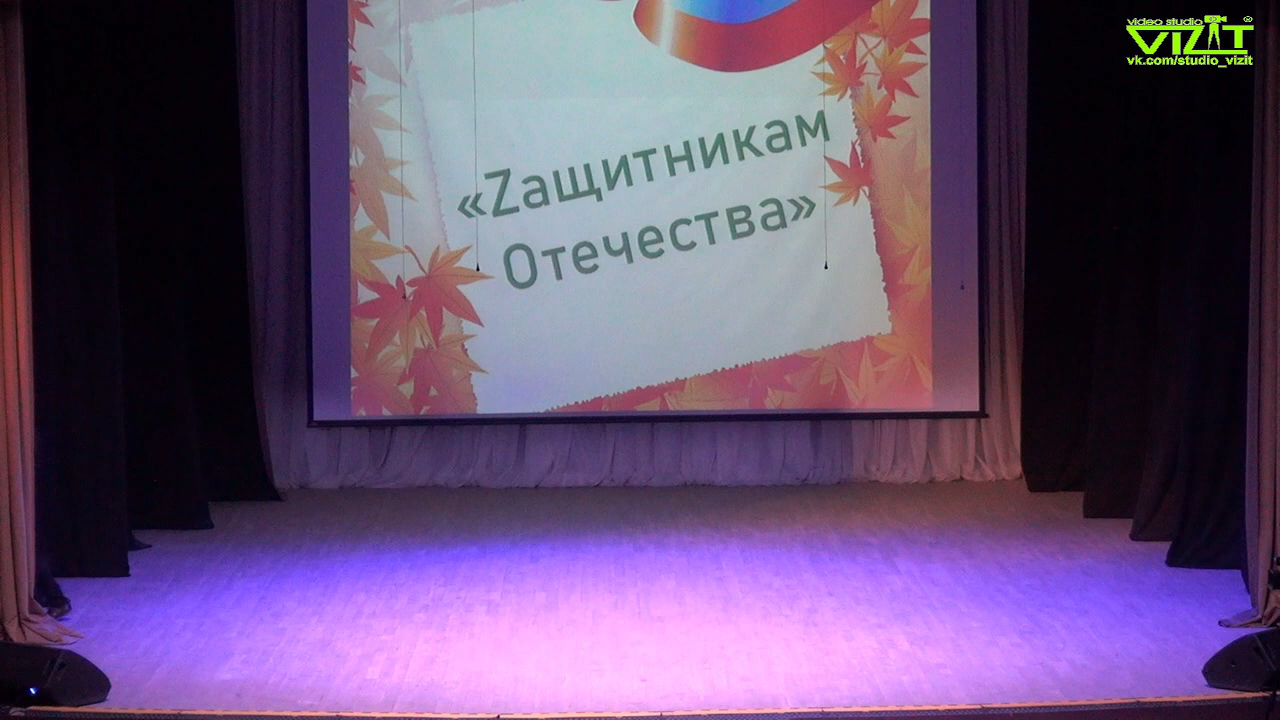 video studio
VIZIT®
vk.com/studio_vizit
«Zащитникам
Отечества»